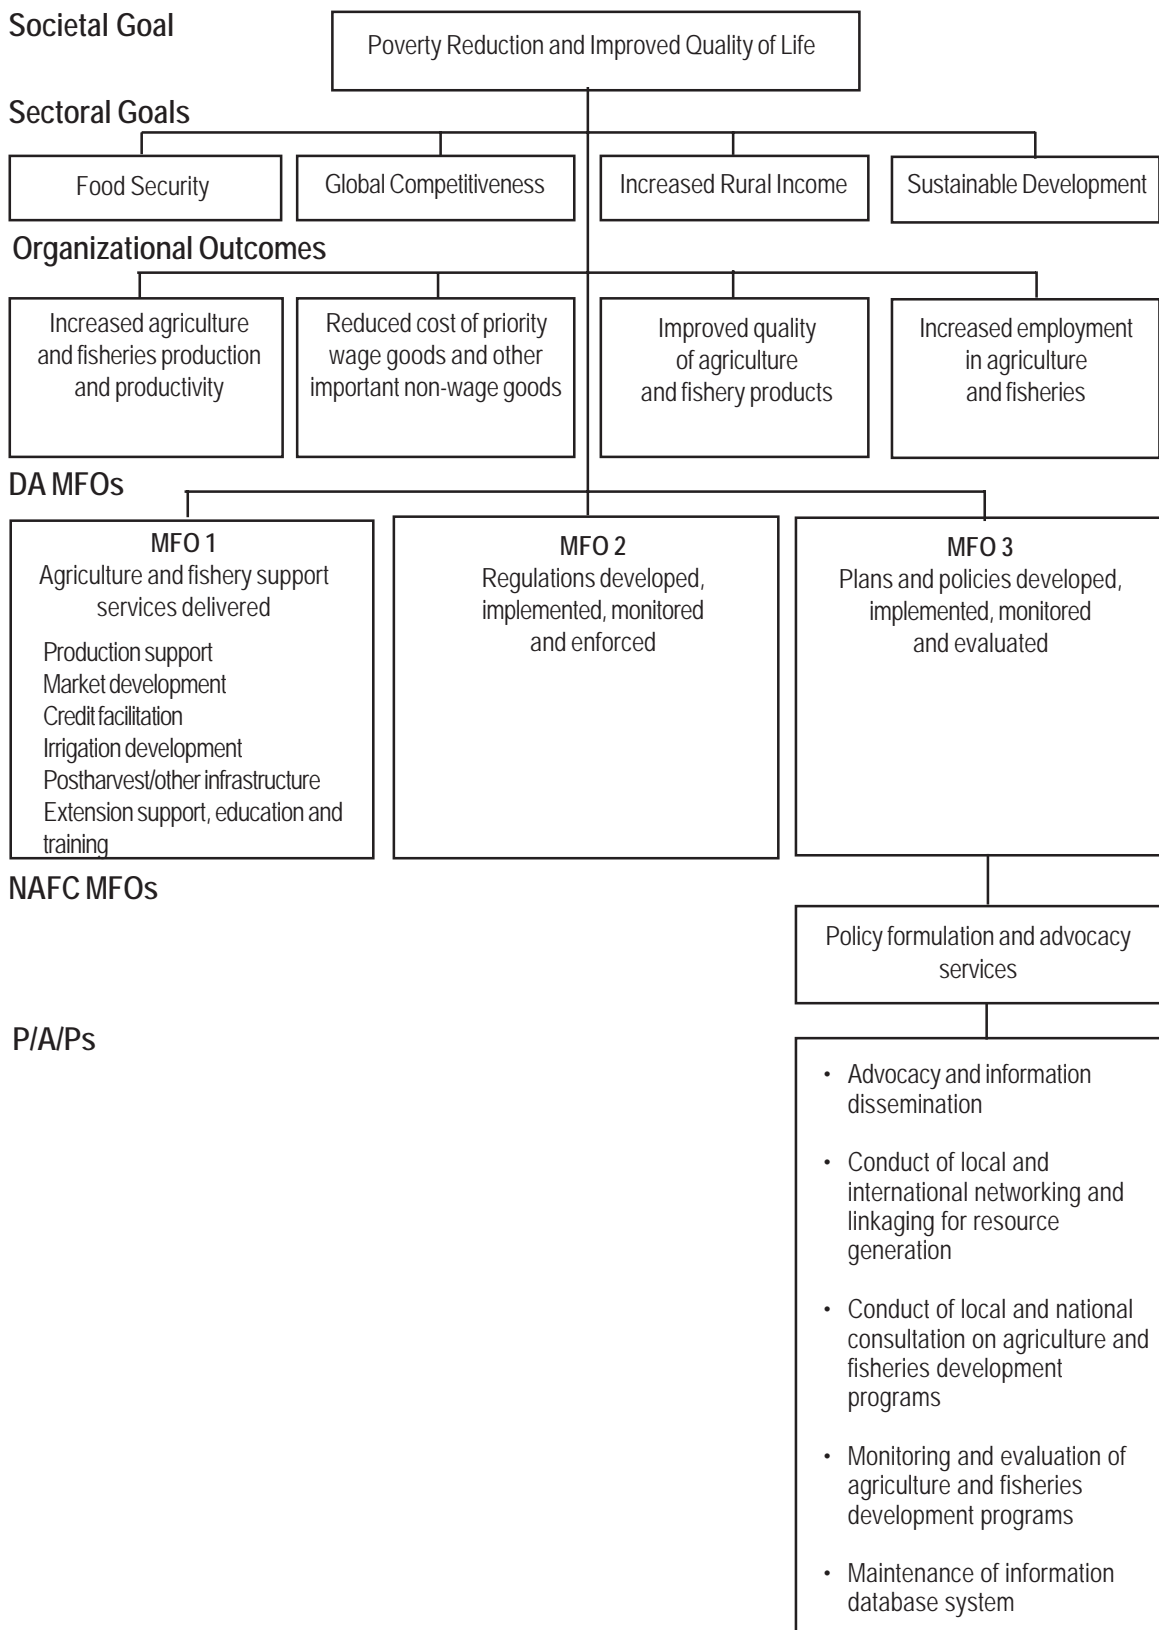 Societal Goal
Poverty Reduction and Improved Quality of Life
Sectoral Goals
Food Security
Global Competitiveness
Increased Rural Income
Sustainable Development
Organizational Outcomes
Increased agriculture
and fisheries production
and productivity
Reduced cost of priority
wage goods and other
important non-wage goods
Improved quality
of agriculture
and fishery products
Increased employment
in agriculture
and fisheries
DA MFOs
MFO 1
Agriculture and fishery support
services delivered
Production support
Market development
Credit facilitation
Irrigation development
Postharvest/other infrastructure
Extension support, education and
training
MFO 2
Regulations developed,
implemented, monitored
and enforced
MFO 3
Plans and policies developed,
implemented, monitored
and evaluated
NAFC MFOs
Policy formulation and advocacy
services
P/A/Ps
• Advocacy and information
dissemination
• Conduct of local and
international networking and
linkaging for resource
generation
• Conduct of local and national
consultation on agriculture and
fisheries development
programs
• Monitoring and evaluation of
agriculture and fisheries
development programs
• Maintenance of information
database system